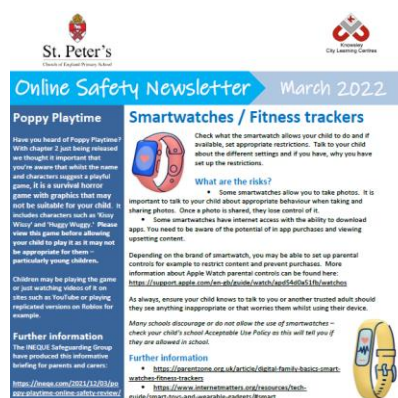 St. Peter's
Church of England Primary School
Knowsley
City Learning Centres
Online Safety Newsletter
March 2022
Poppy Playtime
Have you heard of Poppy Playtime?
With chapter 2 just being released
we thought it important that
you're aware that whilst the name
and characters suggest a playful
game, it is a survival horror
game with graphics that may
not be suitable for your child. It
includes characters such as 'Kissy
Wissy' and 'Huggy Wuggy.' Please
view this game before allowing
your child to play it as it may not
be appropriate for them –
particularly young children.
Children may be playing the game
or just watching videos of it on
sites such as YouTube or playing
replicated versions on Roblox for
example.
Further information
The INEQUE Safeguarding Group
have produced this informative
briefing for parents and carers:
https://ineqe.com/2021/12/03/po
ppy-playtime-online-safety-review/
Smartwatches / Fitness trackers
Check what the smartwatch allows your child to do and if
available, set appropriate restrictions. Talk to your child
about the different settings and if you have, why you have
set up the restrictions.
What are the risks?
• Some smartwatches allow you to take photos. It is
important to talk to your child about appropriate behaviour when taking and
sharing photos. Once a photo is shared, they lose control of it.
• Some smartwatches have internet access with the ability to download
apps. You need to be aware of the potential of in app purchases and viewing
upsetting content.
Depending on the brand of smartwatch, you may be able to set up parental
controls for example to restrict content and prevent purchases. More
information about Apple Watch parental controls can be found here:
https://support.apple.com/en-gb/guide/watch/apd54d0a51fb/watchos
As always, ensure your child knows to talk to you or another trusted adult should
they see anything inappropriate or that worries them whilst using their device.
Many schools discourage or do not allow the use of smartwatches –
check your child's school Acceptable Use Policy as this will tell you if
they are allowed in school.
Further information
• https://parentzone.org.uk/article/digital-family-basics-smart-
watches-fitness-trackers
• https://www.internetmatters.org/resources/tech-
guide/smart-toys-and-wearable-gadgets/#smart